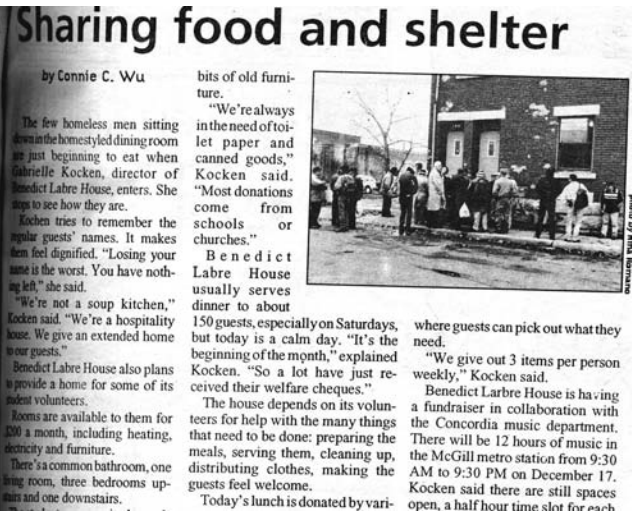 Sharing food and shelter
by Connie C. Wu
The few homeless men sitting
down in the homestyled dining room
are just beginning to eat when
Gabrielle Kocken, director of
Benedict Labre House, enters. She
stops to see how they are.
Kochen tries to remember the
regular guests' names. It makes
them feel dignified. "Losing your
name is the worst. You have noth-
ing left," she said.
"We're not a soup kitchen,"
Kocken said. "We're a hospitality
house. We give an extended home
to our guests."
Benedict Labre House also plans
to provide a home for some of its
student volunteers.
Rooms are available to them for
$200 a month, including heating,
electricity and furniture.
There's a common bathroom, one
living room, three bedrooms up-
stairs and one downstairs.
bits of old furni-
ture.
"We're always
in the need of toi-
let paper and
canned goods,"
Kocken said.
"Most donations
come from
schools or
churches."
Benedict
Labre House
usually serves
dinner to about
150 guests, especially on Saturdays,
but today is a calm day. "It's the
beginning of the month," explained
Kocken. "So a lot have just re-
ceived their welfare cheques."
The house depends on its volun-
teers for help with the many things
that need to be done: preparing the
meals, serving them, cleaning up,
distributing clothes, making the
guests feel welcome.
Today's lunch is donated by vari-
where guests can pick out what they
need.
"We give out 3 items per person
weekly," Kocken said.
Benedict Larbre House is having
a fundraiser in collaboration with
the Concordia music department.
There will be 12 hours of music in
the McGill metro station from 9:30
AM to 9:30 PM on December 17.
Kocken said there are still spaces
open, a half hour time slot for each